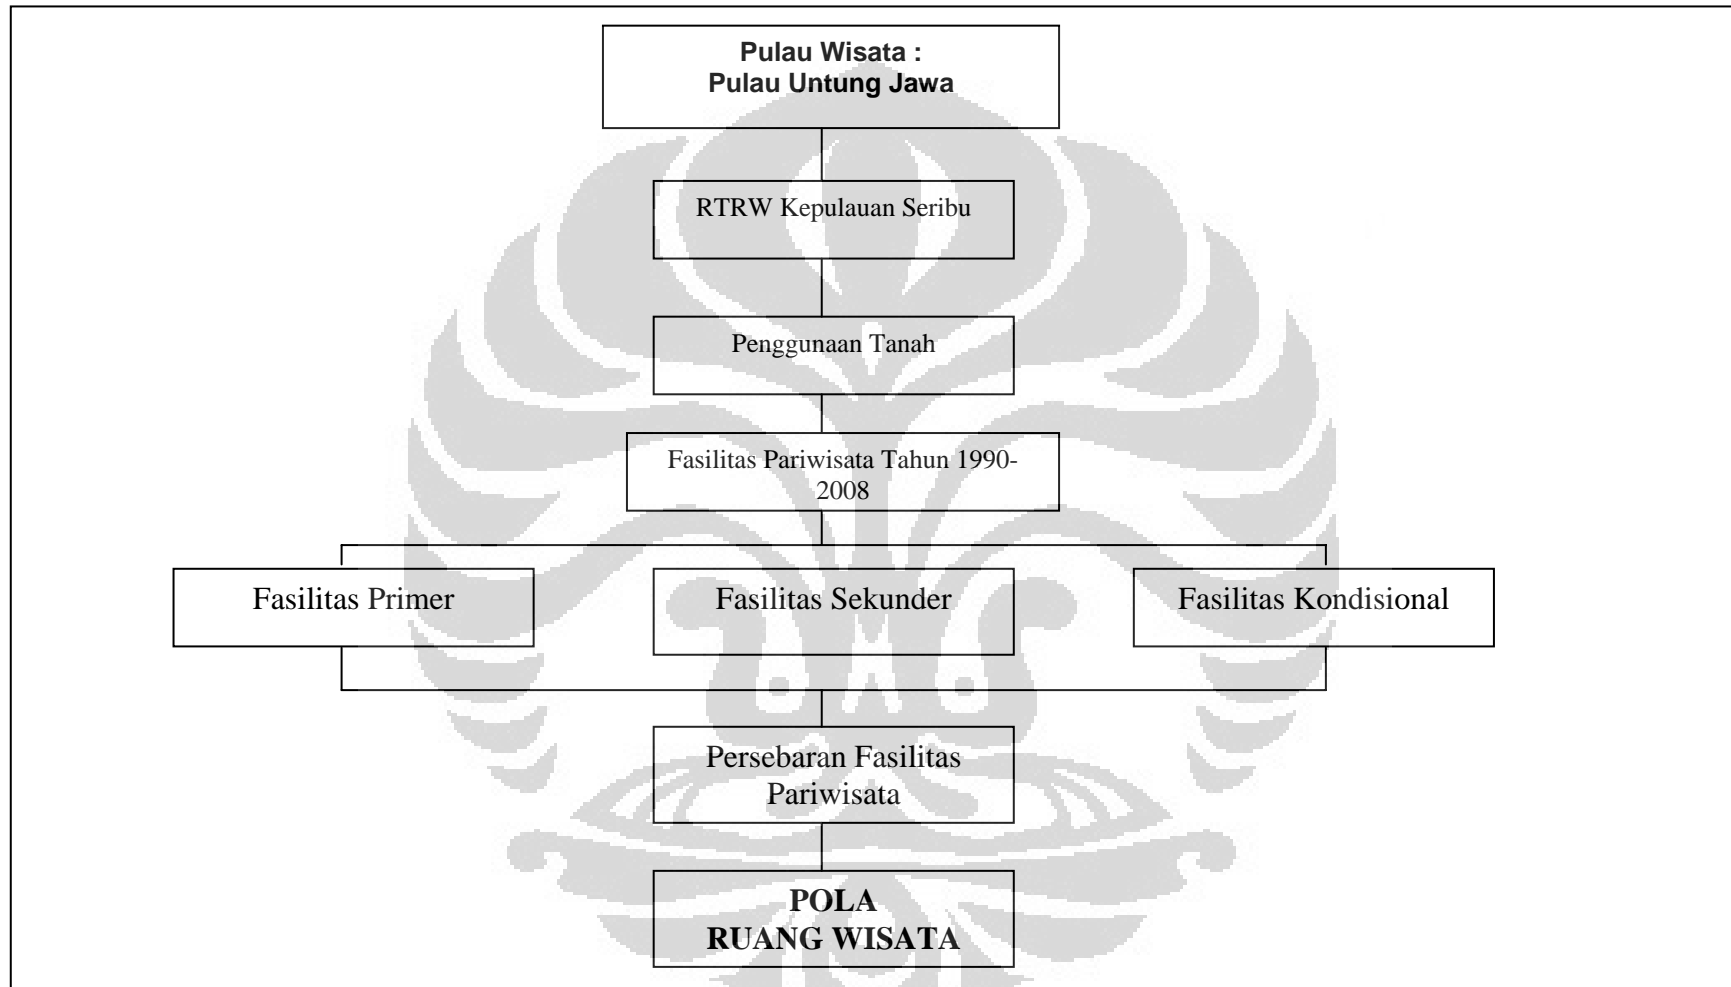 Pulau Wisata :
Pulau Untung Jawa
RTRW Kepulauan Seribu
Penggunaan Tanah
Fasilitas Pariwisata Tahun 1990-
2008
Fasilitas Primer
Fasilitas Sekunder
Fasilitas Kondisional
Persebaran Fasilitas
Pariwisata
POLA
RUANG WISATA